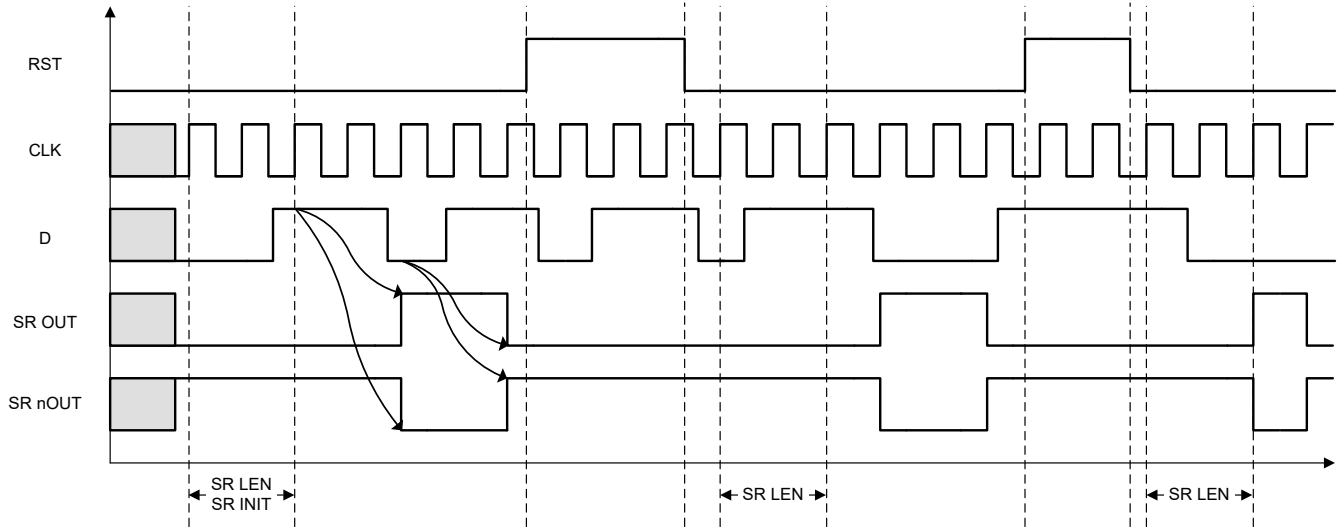 RST
CLK
D
SR OUT
SR nOUT
SR LEN
SR INIT
SR LEN
SR LEN